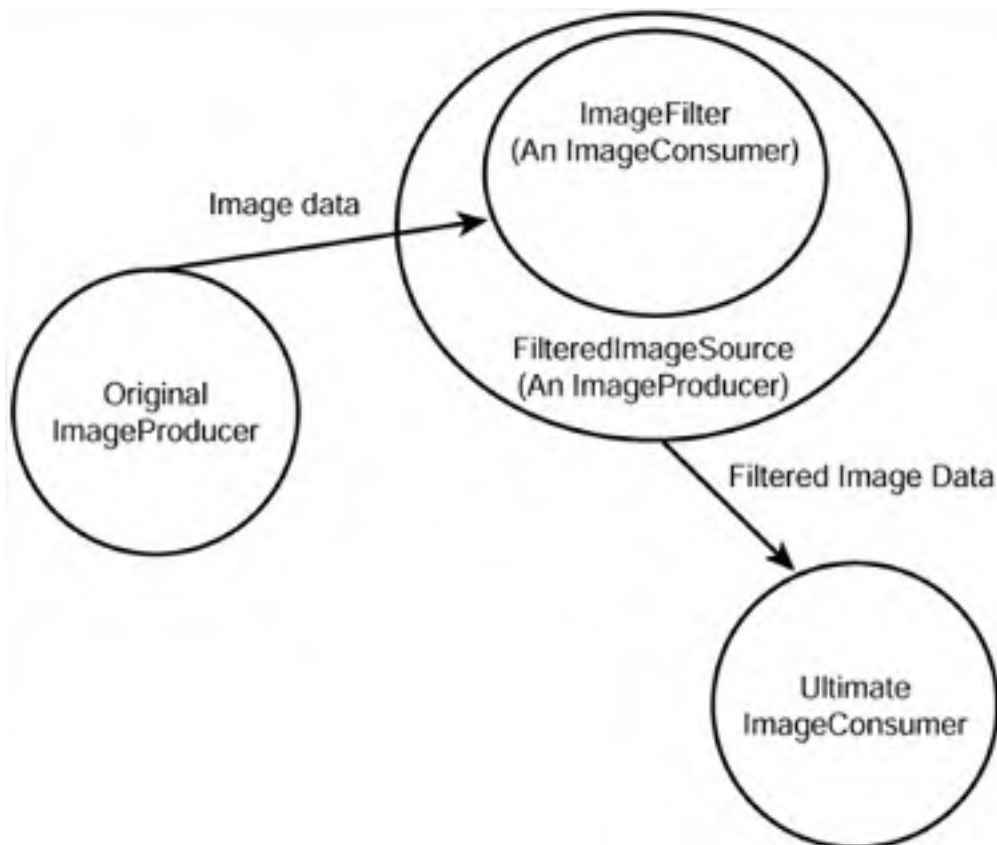 ImageFilter
(An ImageConsumer)
Image data
FilteredImageSource
(An ImageProducer)
Original
ImageProducer
Filtered Image Data
Ultimate
ImageConsumer